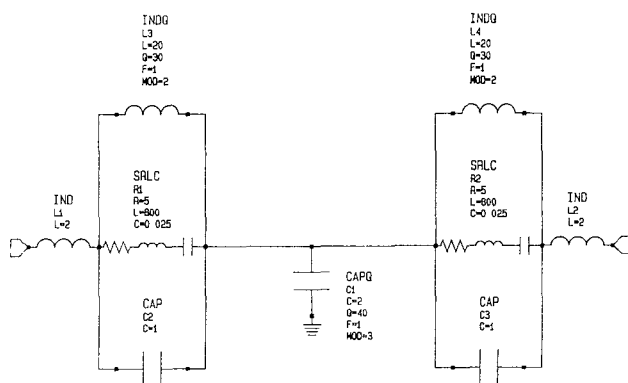 INDQ
L3
L=20
Q=30
F=1
MOD=2
INDQ
L4
L=20
Q=30
F=1
MOD=2
SRLC
R1
R=5
L=800
C=0 025
SRLC
R2
R=5
L=800
C=0 025
IND
L1
L=2
IND
L2
L=2
CAP
C2
C=1
CAPQ
C1
C=2
Q=40
F=1
MOD=3
CAP
C3
C=1